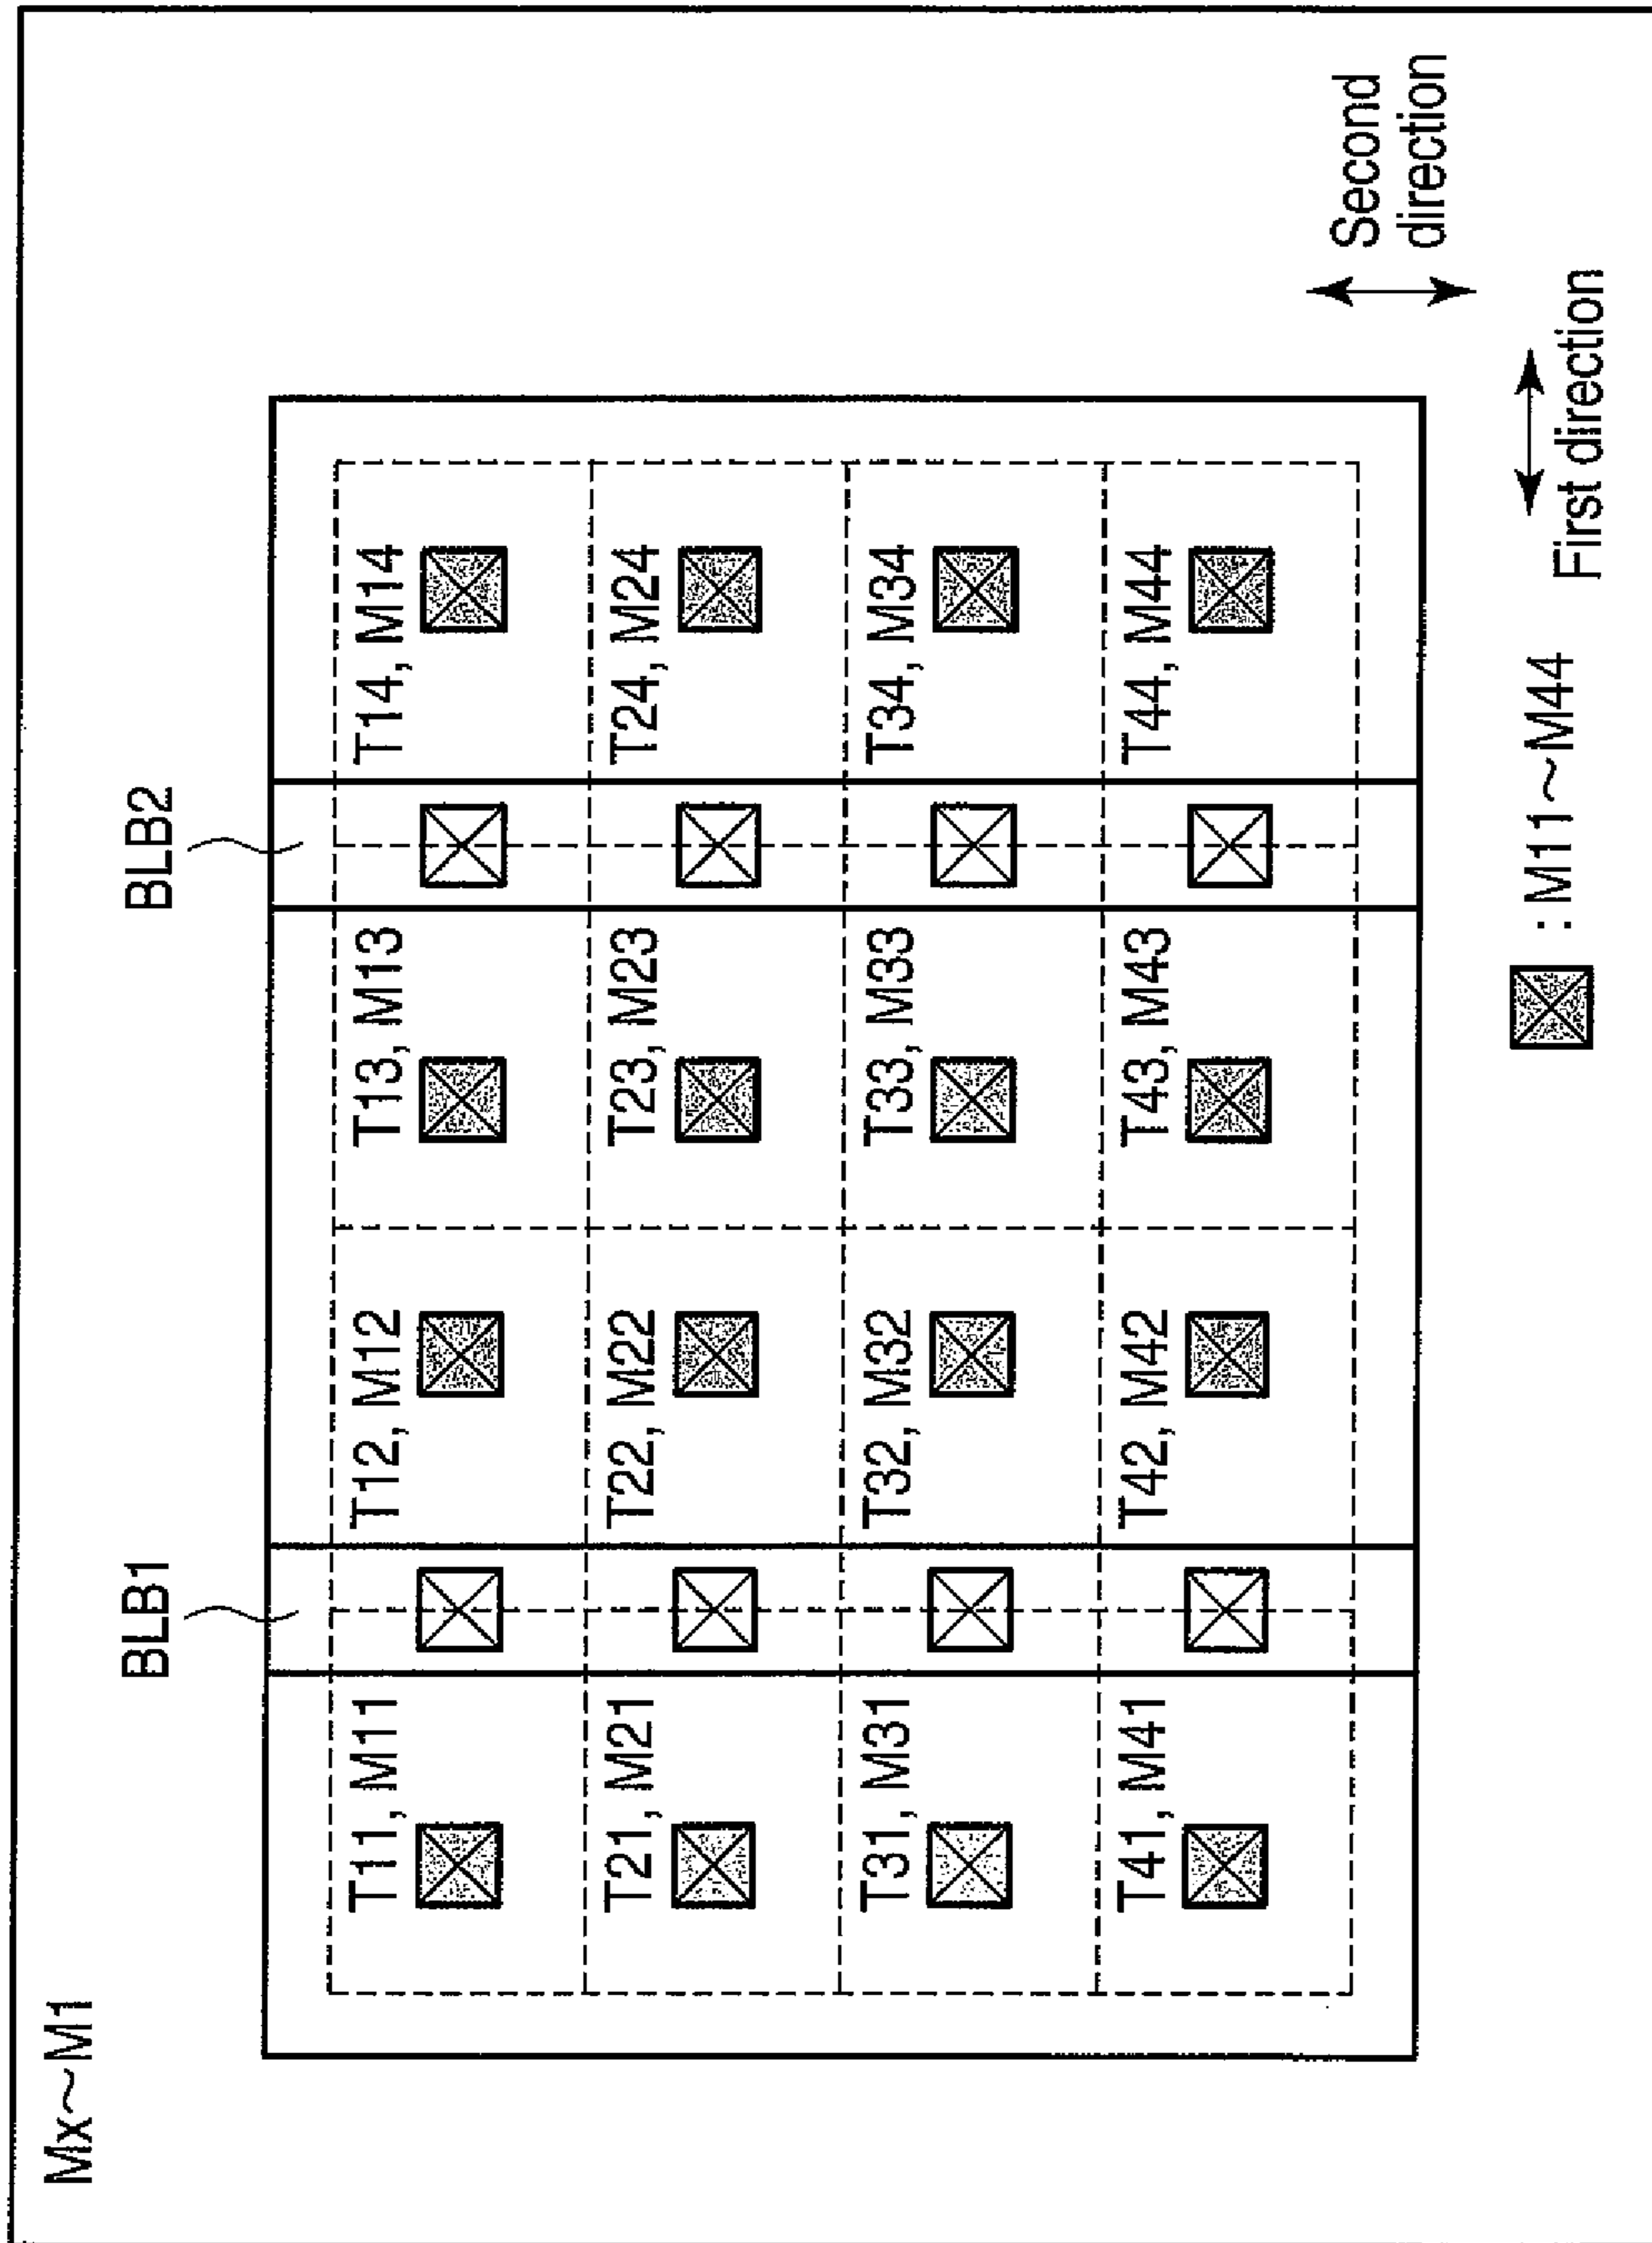 Mx~M1
BLB1 BLB2
T11, M11 T12, M12 T13, M13 T14, M14
T21, M21 T22, M22 T23, M23 T24, M24
T31, M31 T32, M32 T33, M33 T34, M34
T41, M41 T42, M42 T43, M43 T44, M44
Second
direction
: M11~M44
First direction